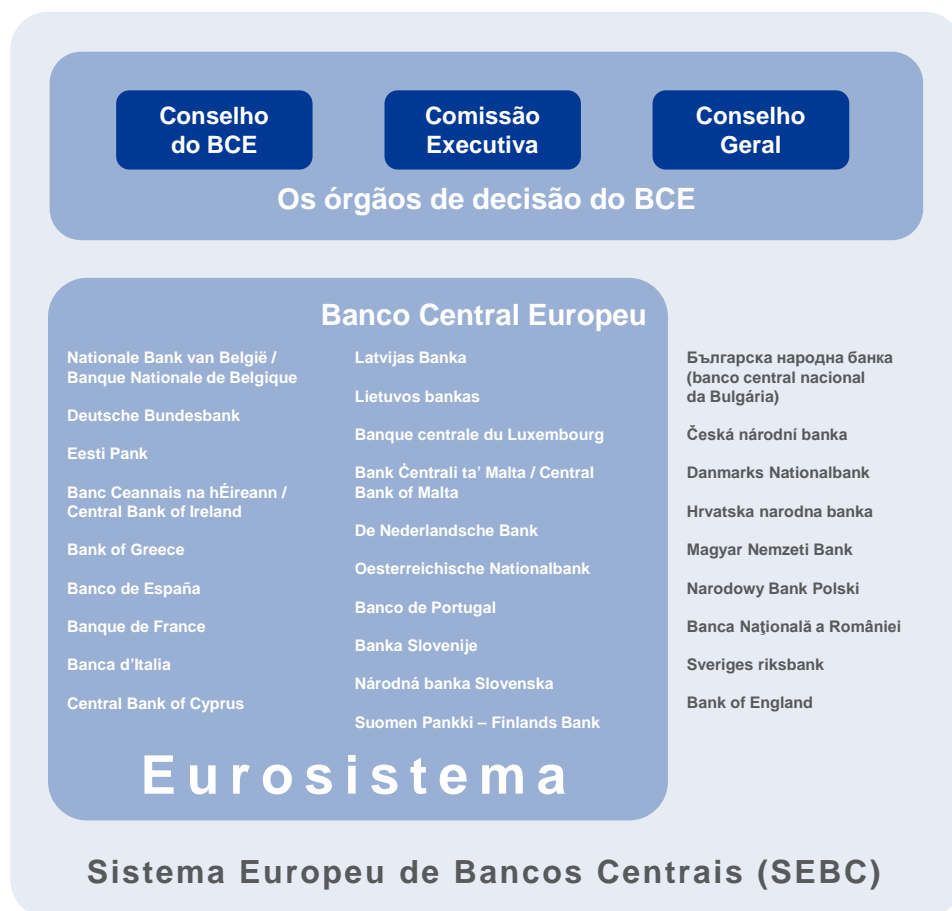 Conselho
do BCE
Comissão
Executiva
Conselho
Geral
Os órgãos de decisão do BCE
Banco Central Europeu
Nationale Bank van België /
Banque Nationale de Belgique
Deutsche Bundesbank
Eesti Pank
Banc Ceannais na hÉireann /
Central Bank of Ireland
Bank of Greece
Banco de España
Banque de France
Banca d’Italia
Central Bank of Cyprus
Latvijas Banka
Lietuvos bankas
Banque centrale du Luxembourg
Bank Ċentrali ta’ Malta / Central
Bank of Malta
De Nederlandsche Bank
Oesterreichische Nationalbank
Banco de Portugal
Banka Slovenije
Národná banka Slovenska
Suomen Pankki – Finlands Bank
Българска народна банка
(banco central nacional
da Bulgária)
Česká národní banka
Danmarks Nationalbank
Hrvatska narodna banka
Magyar Nemzeti Bank
Narodowy Bank Polski
Banca Naţională a României
Sveriges riksbank
Bank of England
Eurosistema
Sistema Europeu de Bancos Centrais (SEBC)